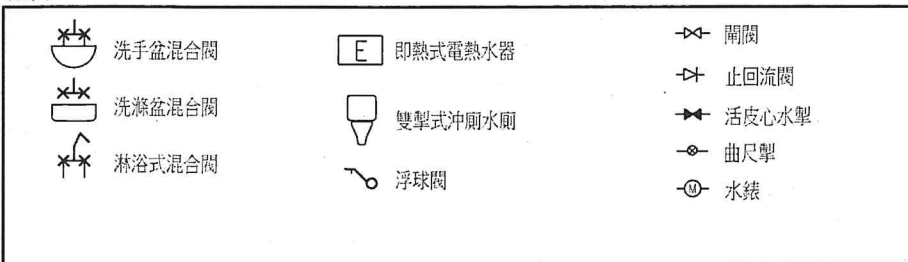 洗手盆混合閥
洗滌盆混合閥
淋浴式混合閥
E
即熱式電熱水器
雙掣式沖廁水廁
浮球閥
閘閥
止回流閥
活皮心水掣
曲尺掣
M
水錶